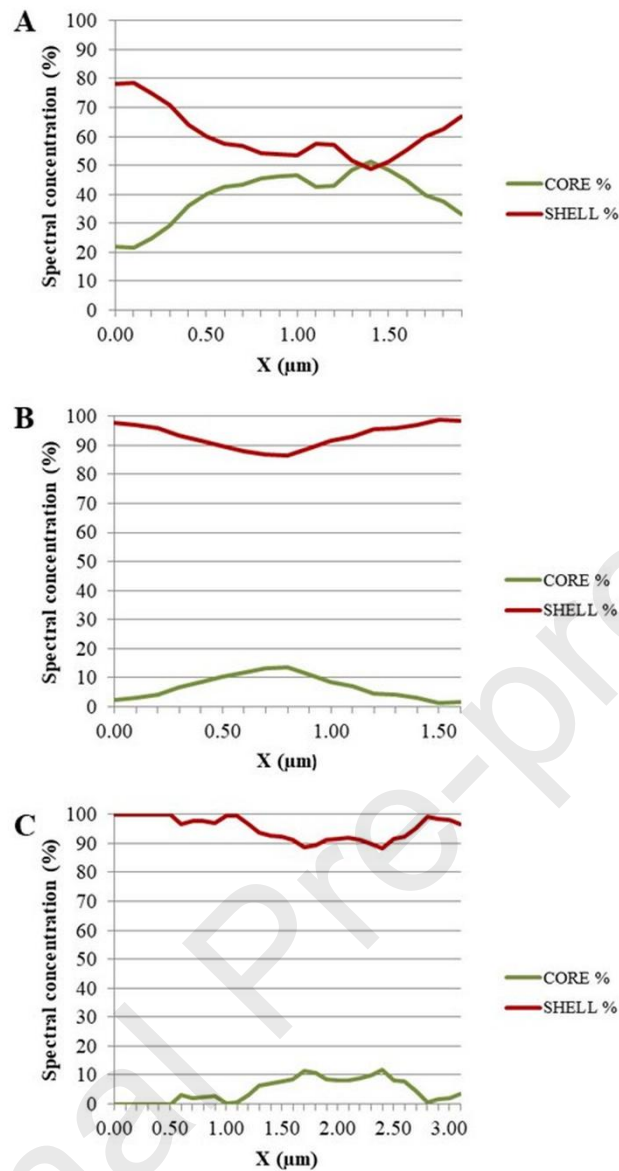 A
Spectral concentration (%)
100
90
80
70
60
50
40
30
20
10
0
0.00 0.50 1.00 1.50
X (μm)
CORE %
SHELL %
B
Spectral concentration (%)
100
90
80
70
60
50
40
30
20
10
0
0.00 0.50 1.00 1.50
X (μm)
CORE %
SHELL %
C
Spectral concentration (%)
100
90
80
70
60
50
40
30
20
10
0
0.00 0.50 1.00 1.50 2.00 2.50 3.00
X (μm)
CORE %
SHELL %
nal Pre-pr